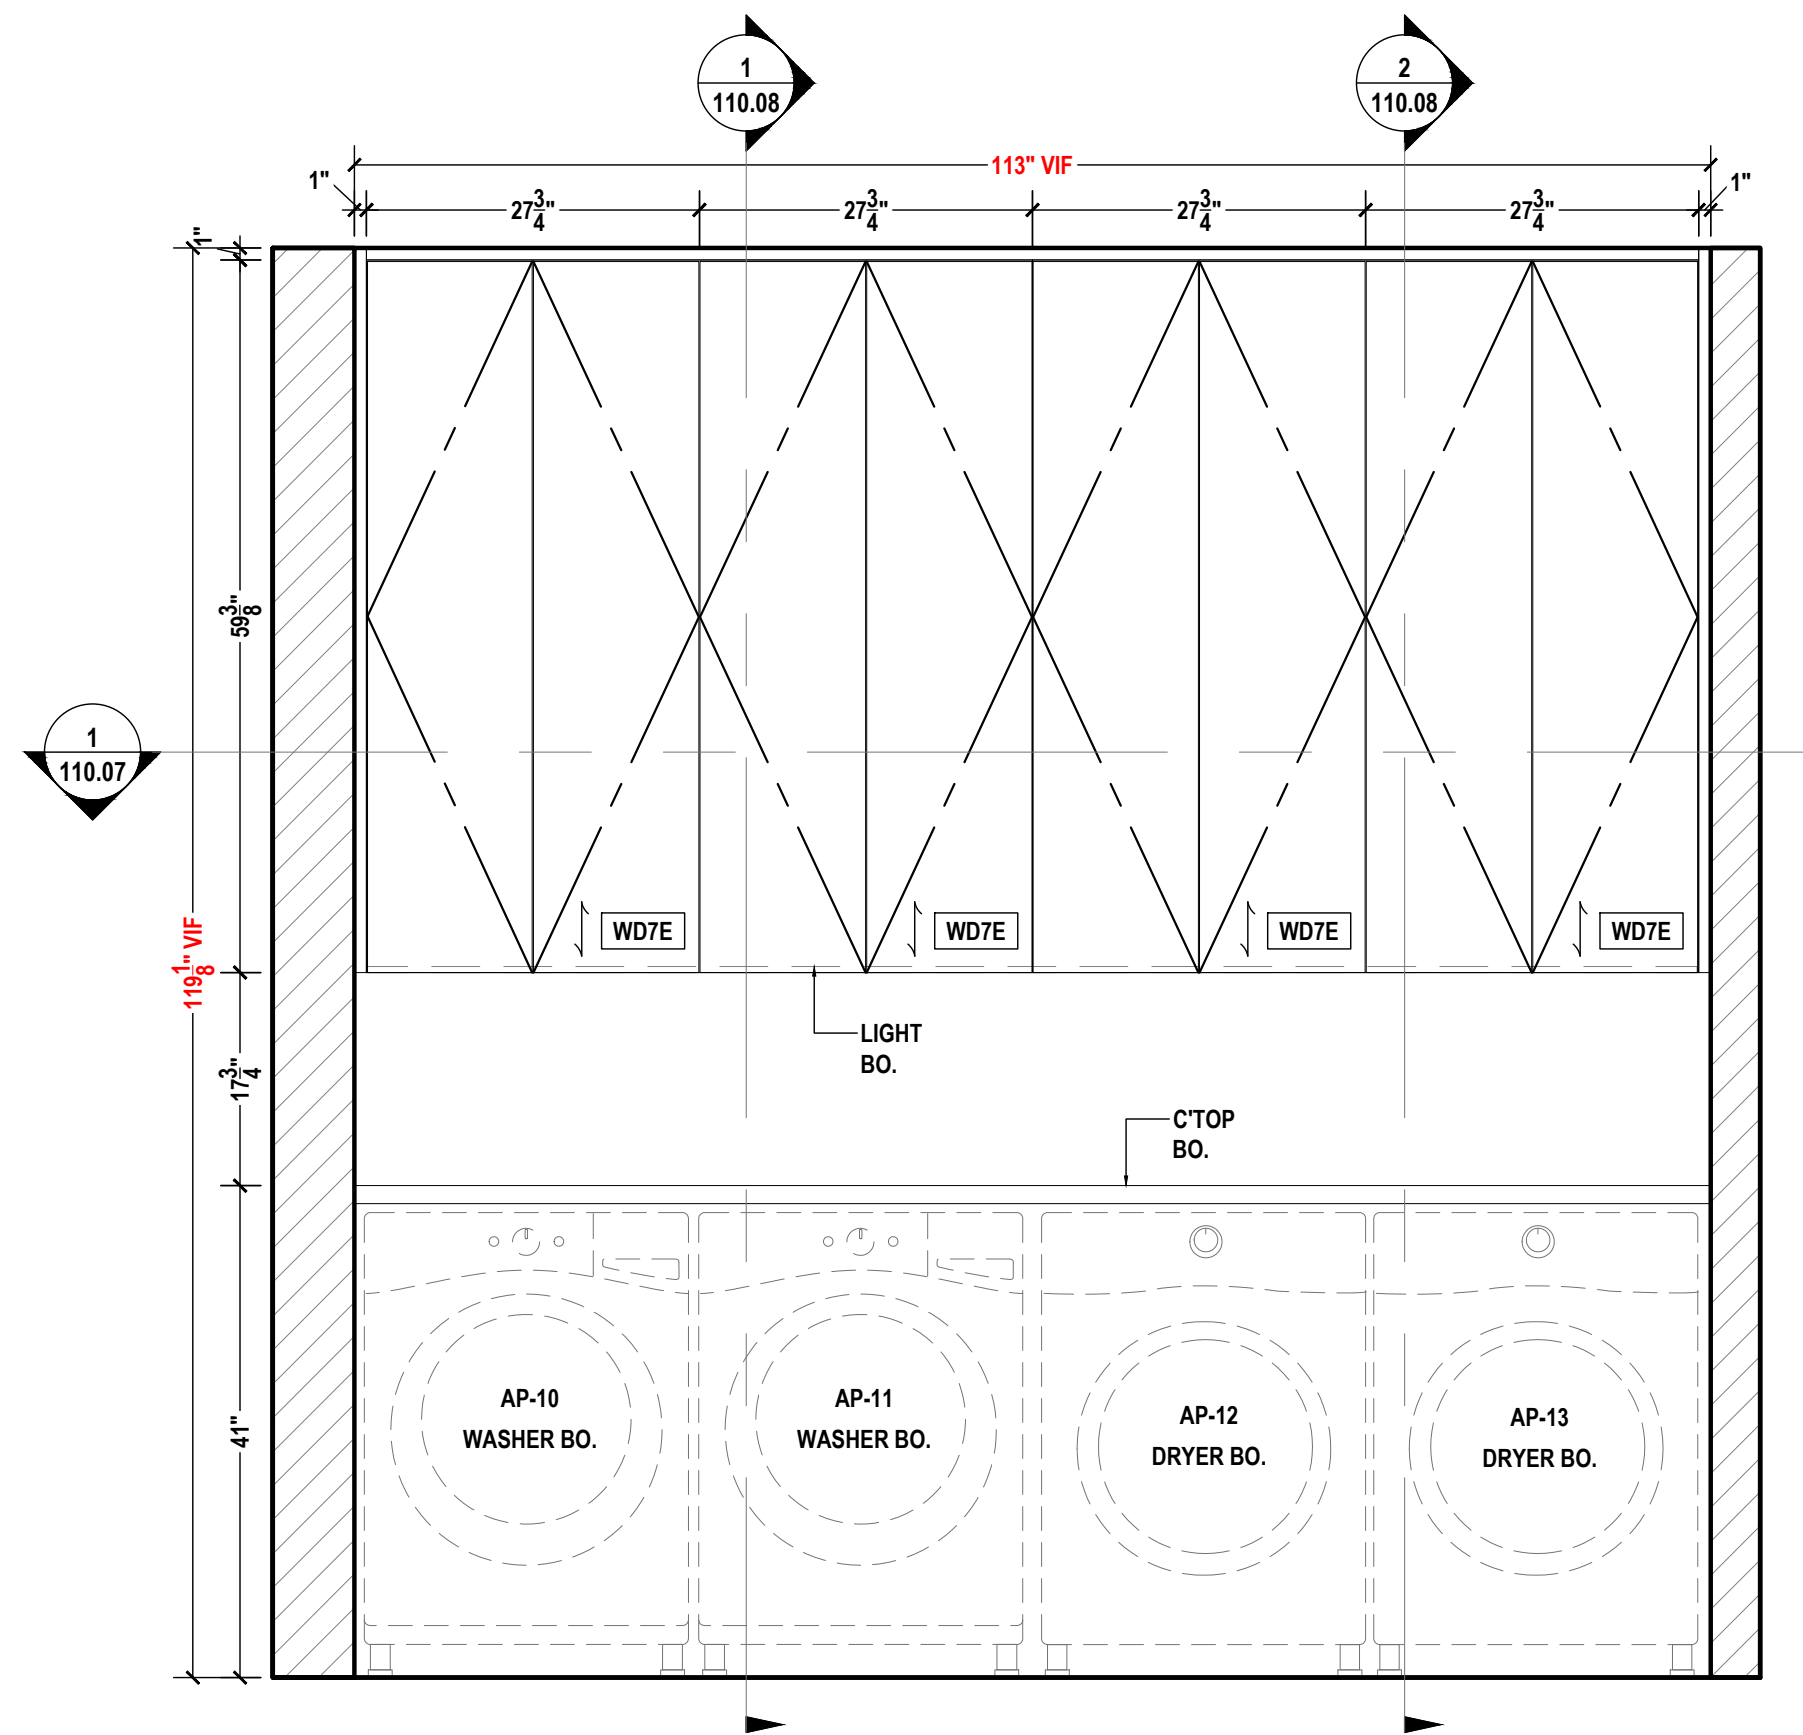 1
110.08
2
110.08
113" VIF
1"
27 3/4"
27 3/4"
27 3/4"
27 3/4"
1"
1"
59 3/8"
1
110.07
WD7E
WD7E
WD7E
WD7E
119 1/8" VIF
LIGHT
BO.
17 3/4"
C'TOP
BO.
41"
AP-10
WASHER BO.
AP-11
WASHER BO.
AP-12
DRYER BO.
AP-13
DRYER BO.